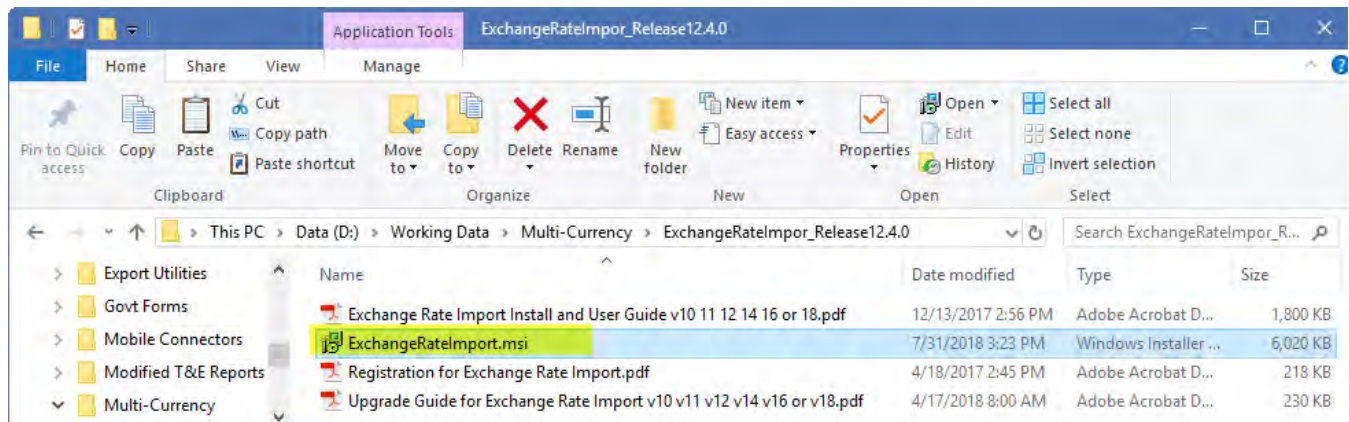 Application Tools ExchangeRateImpor_Release12.4.0
File Home Share View Manage
Pin to Quick access
Copy
Paste
Cut
Copy path
Paste shortcut
Clipboard
Move to
Copy to
Delete
Rename
Organize
New folder
New item
Easy access
New
Properties
Open
Edit
History
Open
Select all
Select none
Invert selection
Select
This PC > Data (D:) > Working Data > Multi-Currency > ExchangeRateImpor_Release12.4.0
Search ExchangeRateImpor_R...
Export Utilities
Govt Forms
Mobile Connectors
Modified T&E Reports
Multi-Currency
Name Date modified Type Size
Exchange Rate Import Install and User Guide v10 11 12 14 16 or 18.pdf 12/13/2017 2:56 PM Adobe Acrobat D... 1,800 KB
ExchangeRateImport.msi 7/31/2018 3:23 PM Windows Installer ... 6,020 KB
Registration for Exchange Rate Import.pdf 4/18/2017 2:45 PM Adobe Acrobat D... 218 KB
Upgrade Guide for Exchange Rate Import v10 v11 v12 v14 v16 or v18.pdf 4/17/2018 8:00 AM Adobe Acrobat D... 230 KB